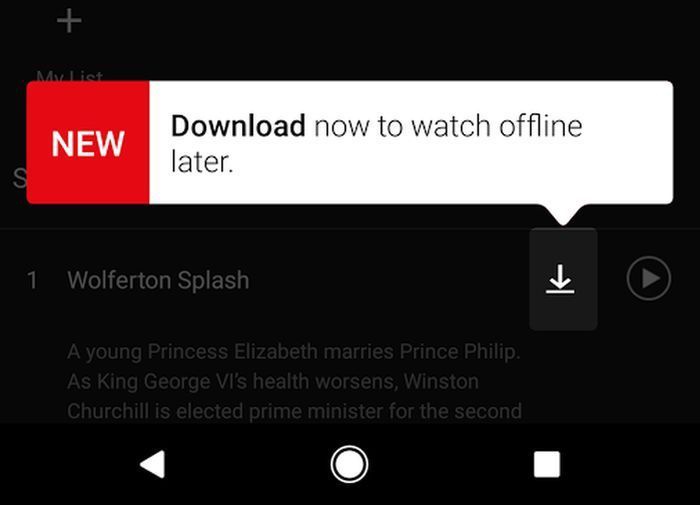 My List
NEW
Download now to watch offline
later.
S
1 Wolferton Splash
A young Princess Elizabeth marries Prince Philip.
As King George VI's health worsens, Winston
Churchill is elected prime minister for the second